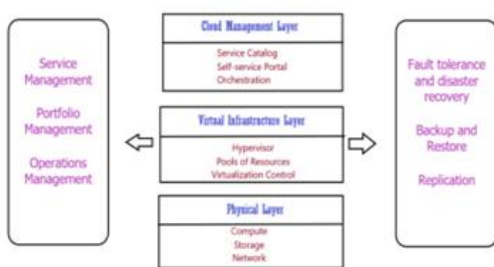 Service
Management
Portfolio
Management
Operations
Management
Cloud Management Layer
Service Catalog
Self-service Portal
Orchestration
Virtual Infrastructure Layer
Hypervisor
Pools of Resources
Virtualization Control
Physical Layer
Compute
Storage
Network
Fault tolerance
and disaster
recovery
Backup and
Restore
Replication